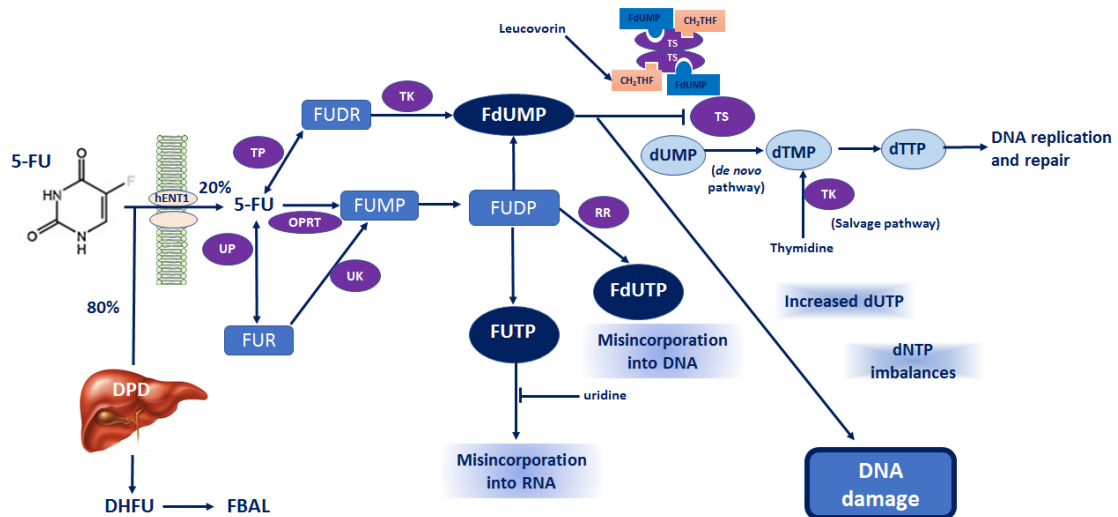 FdUMP
CH2THF
Leucovorin
TS
TS
CH2THF
FdUMP
5-FU
O
F
NH
O
N
H
hENT1
20%
5-FU
80%
TP
FUDR
TK
FdUMP
TS
dUMP
(de novo
pathway)
dTMP
dTTP
DNA replication
and repair
TK
(Salvage pathway)
Thymidine
OPRT
FUMP
FUDP
RR
UP
UK
FUR
FdUTP
FUTP
Misincorporation
into DNA
Increased dUTP
dNTP
imbalances
uridine
Misincorporation
into RNA
DNA
damage
DPD
DHFU
FBAL